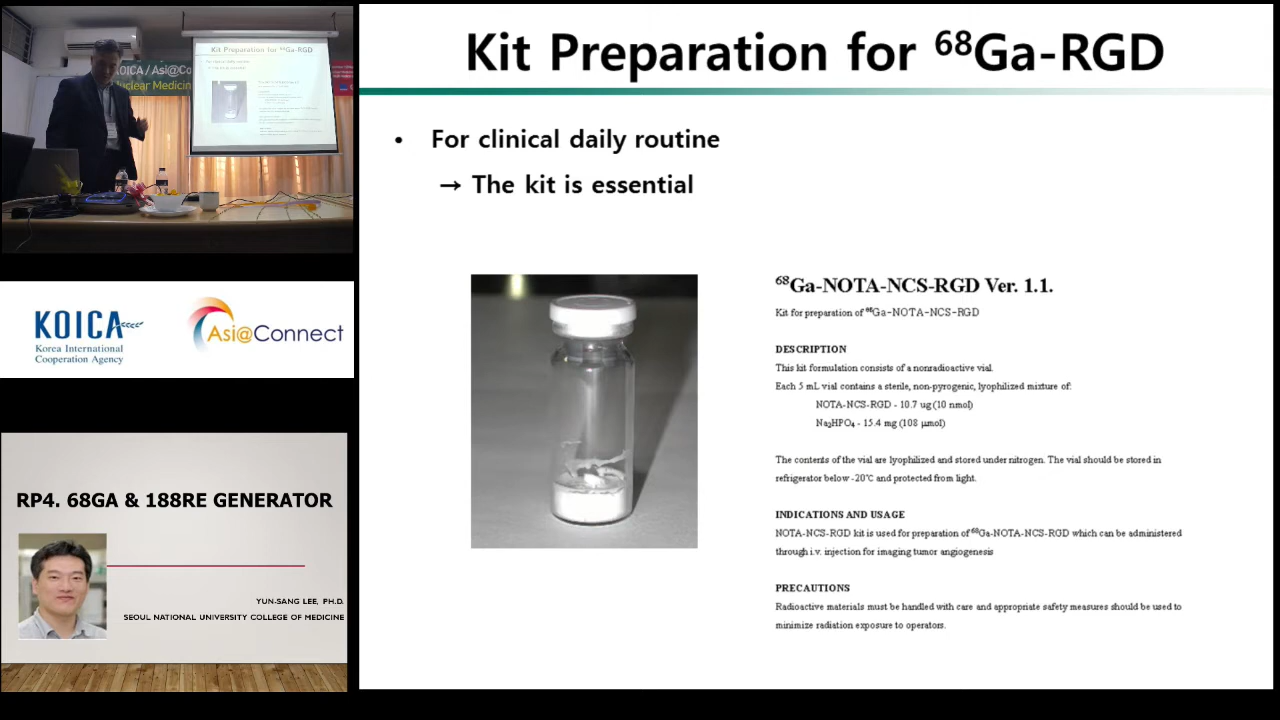 Kit Preparation for ⁶⁸Ga-RGD
• For clinical daily routine
→ The kit is essential
⁶⁸Ga-NOTA-NCS-RGD Ver. 1.1.
Kit for preparation of ⁶⁸Ga-NOTA-NCS-RGD
DESCRIPTION
This kit formulation consists of a nonradioactive vial.
Each 5 mL vial contains a sterile, non-pyrogenic, lyophilized mixture of:
NOTA-NCS-RGD - 10.7 ug (10 nmol)
Na₂HPO₄ - 15.4 mg (108 μmol)
The contents of the vial are lyophilized and stored under nitrogen. The vial should be stored in
refrigerator below -20℃ and protected from light.
INDICATIONS AND USAGE
NOTA-NCS-RGD kit is used for preparation of ⁶⁸Ga-NOTA-NCS-RGD which can be administered
through i.v. injection for imaging tumor angiogenesis
PRECAUTIONS
Radioactive materials must be handled with care and appropriate safety measures should be used to
minimize radiation exposure to operators.
Kit Preparation for ⁶⁸Ga-RGD
KOICA / Asi@Co
Nuclear Medicin
KOICA
Korea International
Cooperation Agency
Asi@Connect
RP4. 68GA & 188RE GENERATOR
YUN-SANG LEE, PH.D.
SEOUL NATIONAL UNIVERSITY COLLEGE OF MEDICINE